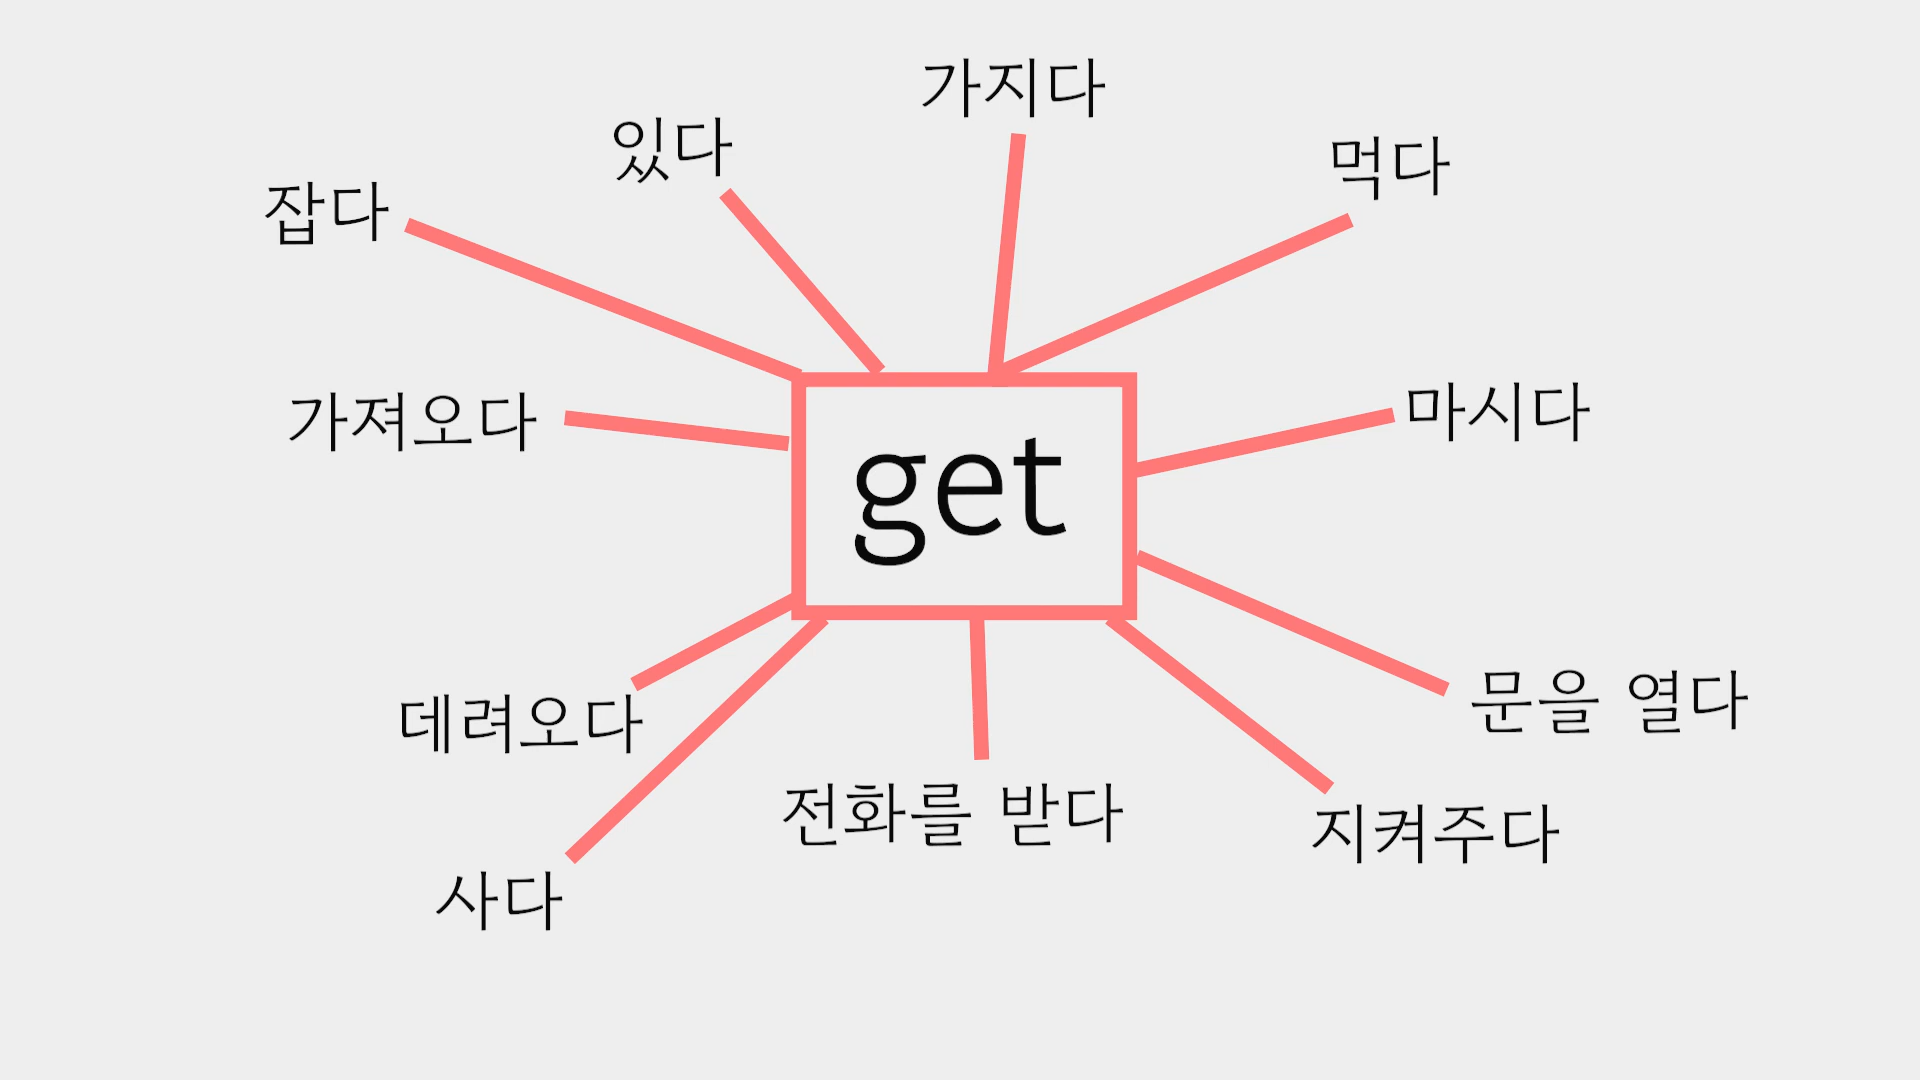 가지다
있다
먹다
잡다
가져오다
마시다
get
데려오다
문을 열다
전화를 받다
지켜주다
사다